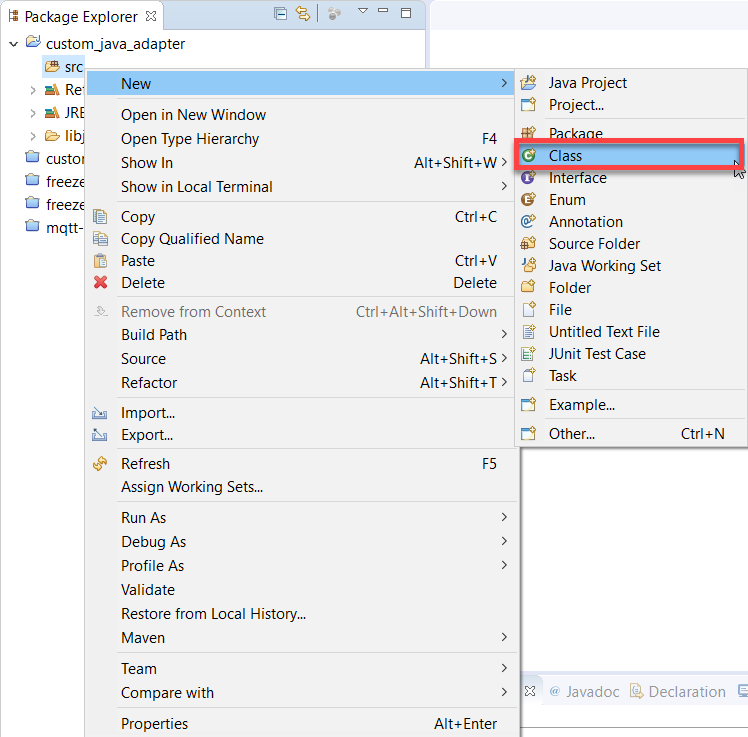 Package Explorer
custom_java_adapter
src
JRE
libj
custom
freeze
freeze
mqtt-
New
Open in New Window
Open Type Hierarchy F4
Show In Alt+Shift+W
Show in Local Terminal
Copy Ctrl+C
Copy Qualified Name
Paste Ctrl+V
Delete Delete
Remove from Context Ctrl+Alt+Shift+Down
Build Path
Source Alt+Shift+S
Refactor Alt+Shift+T
Import...
Export...
Refresh F5
Assign Working Sets...
Run As
Debug As
Profile As
Validate
Restore from Local History...
Maven
Team
Compare with
Properties Alt+Enter
Java Project
Project...
Package
Class
Interface
Enum
Annotation
Source Folder
Java Working Set
Folder
File
Untitled Text File
JUnit Test Case
Task
Example...
Other... Ctrl+N
@ Javadoc
Declaration